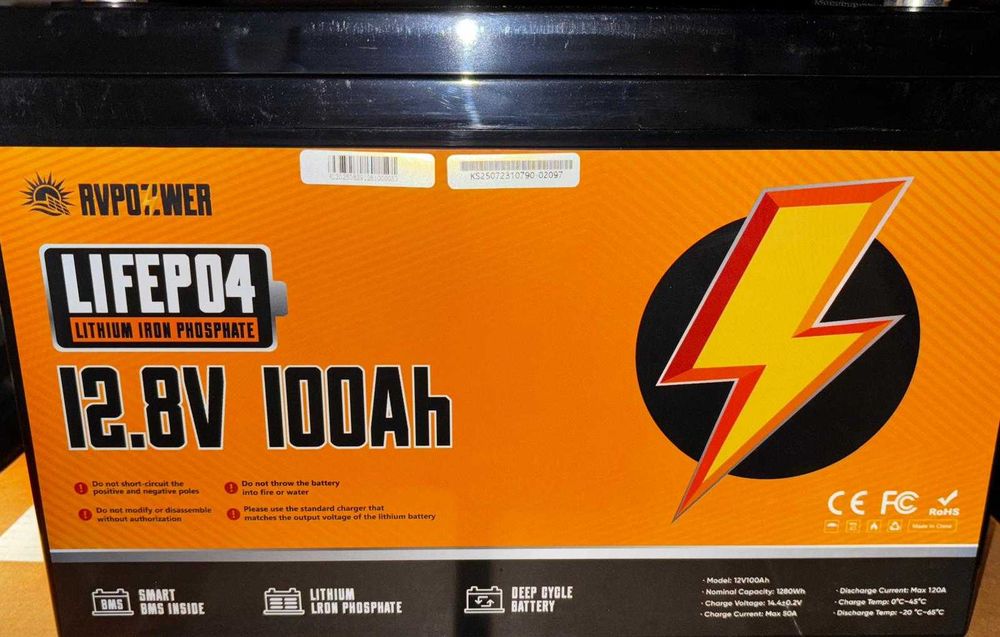 KS25072310790 02097
RVPOWER
LIFEPO4
LITHIUM IRON PHOSPHATE
12.8V 100Ah
Do not short-circuit the
positive and negative poles
Do not throw the battery
into fire or water
Do not modify or disassemble
without authorization
Please use the standard charger that
matches the output voltage of the lithium battery
CE FC RoHS
Made in China
BMS
SMART
BMS INSIDE
LITHIUM
LRON PHOSPHATE
DEEP CYCLE
BATTERY
· Model: 12V100Ah
· Nominal Capacity: 1280Wh
· Charge Voltage: 14.4±0.2V
· Charge Current: Max 50A
· Discharge Current: Max 120A
· Charge Temp: 0°C~45°C
· Discharge Temp: -20 °C~65°C